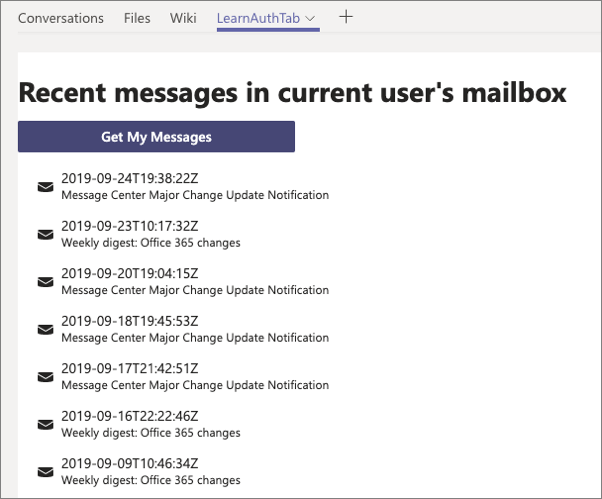 Conversations Files Wiki LearnAuthTab
Recent messages in current user's mailbox
Get My Messages
2019-09-24T19:38:22Z
Message Center Major Change Update Notification
2019-09-23T10:17:32Z
Weekly digest: Office 365 changes
2019-09-20T19:04:15Z
Message Center Major Change Update Notification
2019-09-18T19:45:53Z
Message Center Major Change Update Notification
2019-09-17T21:42:51Z
Message Center Major Change Update Notification
2019-09-16T22:22:46Z
Weekly digest: Office 365 changes
2019-09-09T10:46:34Z
Weekly digest: Office 365 changes